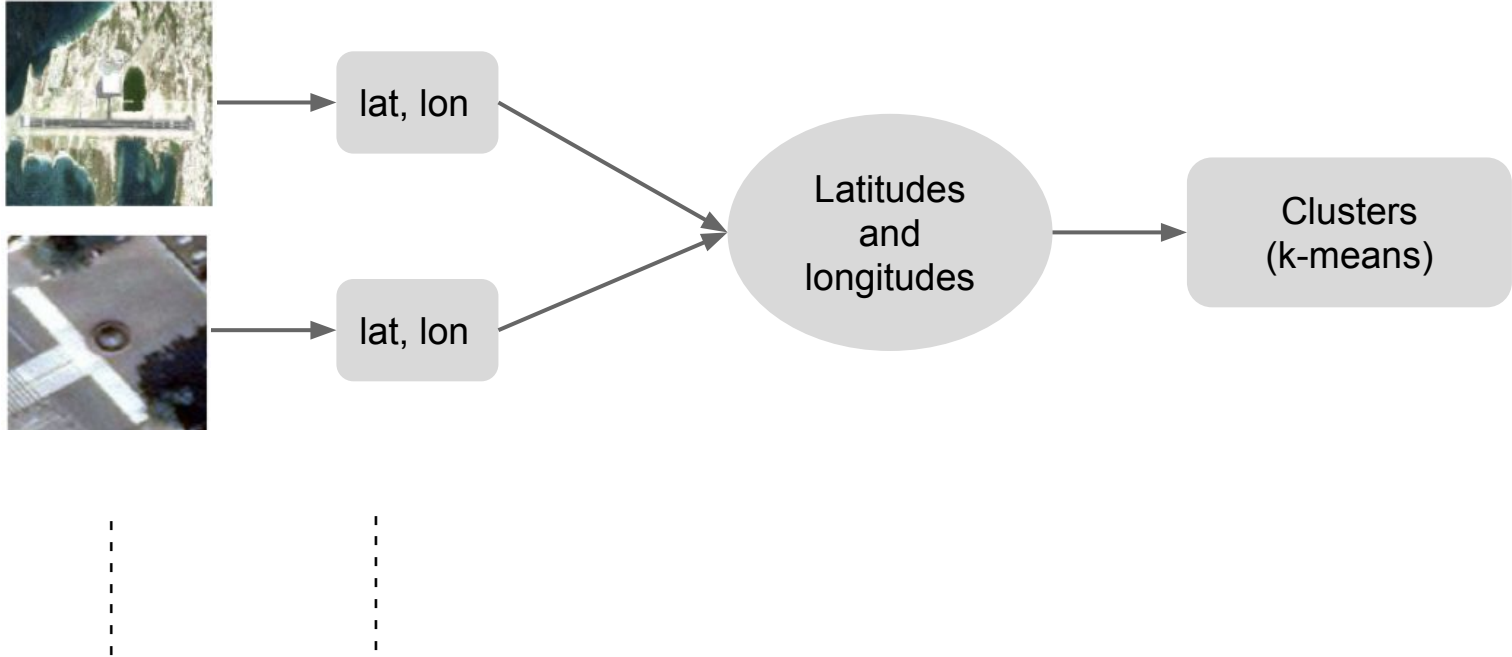 lat, lon
lat, lon
Latitudes
and
longitudes
Clusters
(k-means)